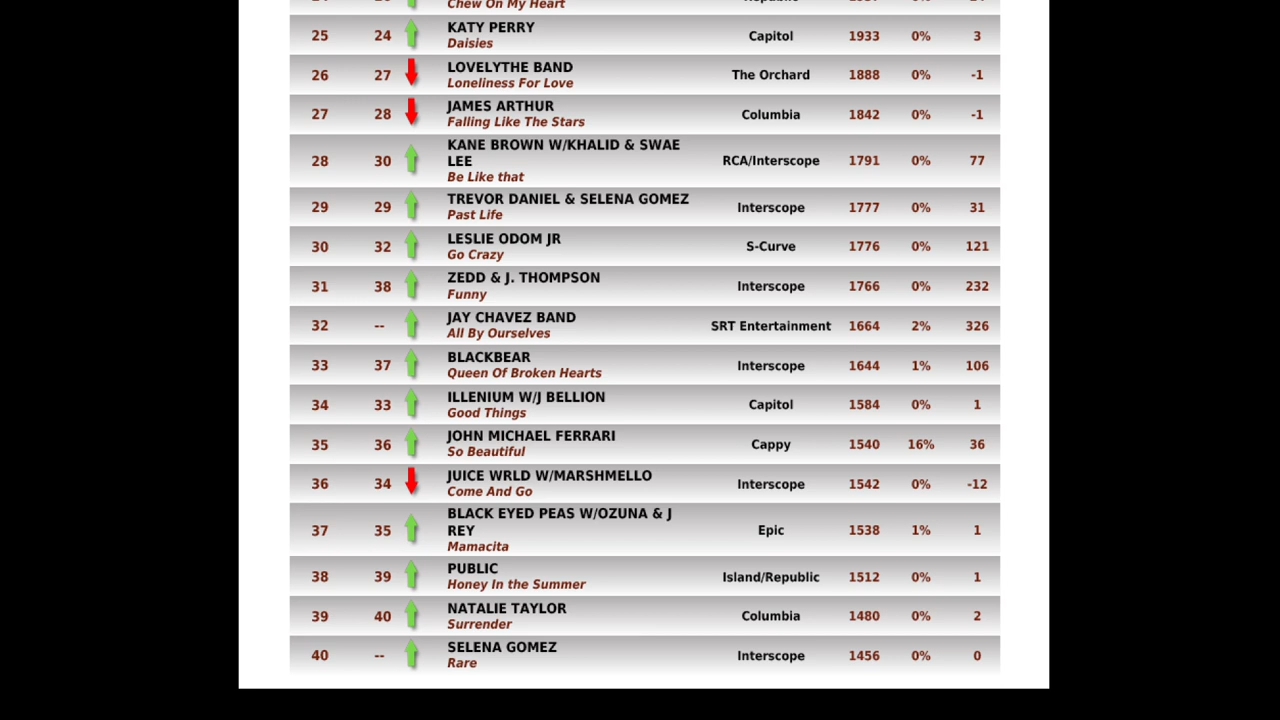 Chew On My Heart
25 24 KATY PERRY Capitol 1933 0% 3
Daisies
26 27 LOVELYTHE BAND The Orchard 1888 0% -1
Loneliness For Love
27 28 JAMES ARTHUR Columbia 1842 0% -1
Falling Like The Stars
KANE BROWN W/KHALID & SWAE
28 30 LEE RCA/Interscope 1791 0% 77
Be Like that
29 29 TREVOR DANIEL & SELENA GOMEZ Interscope 1777 0% 31
Past Life
30 32 LESLIE ODOM JR S-Curve 1776 0% 121
Go Crazy
31 38 ZEDD & J. THOMPSON Interscope 1766 0% 232
Funny
32 -- JAY CHAVEZ BAND SRT Entertainment 1664 2% 326
All By Ourselves
33 37 BLACKBEAR Interscope 1644 1% 106
Queen Of Broken Hearts
34 33 ILLENIUM W/J BELLION Capitol 1584 0% 1
Good Things
35 36 JOHN MICHAEL FERRARI Cappy 1540 16% 36
So Beautiful
36 34 JUICE WRLD W/MARSHMELLO Interscope 1542 0% -12
Come And Go
BLACK EYED PEAS W/OZUNA & J
37 35 REY Epic 1538 1% 1
Mamacita
38 39 PUBLIC Island/Republic 1512 0% 1
Honey In the Summer
39 40 NATALIE TAYLOR Columbia 1480 0% 2
Surrender
40 -- SELENA GOMEZ Interscope 1456 0% 0
Rare